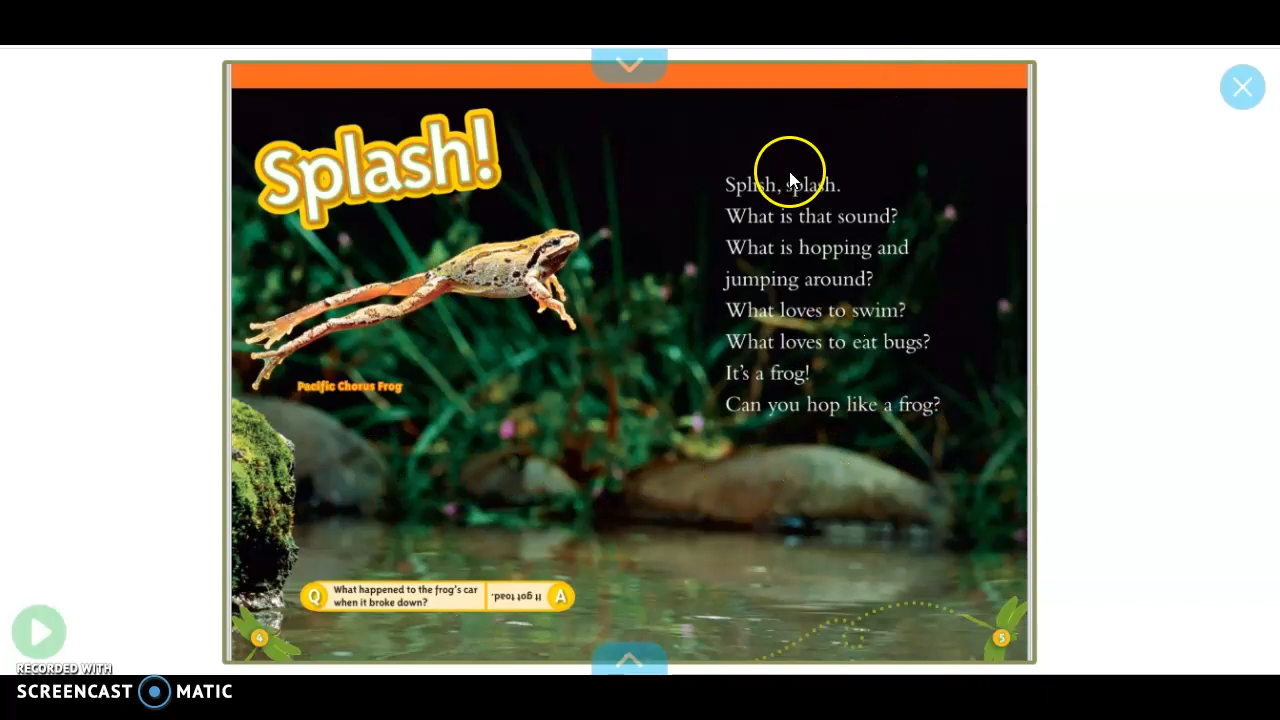 Splash!
Splish, splash.
What is that sound?
What is hopping and
jumping around?
What loves to swim?
What loves to eat bugs?
It's a frog!
Can you hop like a frog?
Pacific Chorus Frog
Q What happened to the frog's car
when it broke down?
A It got toad.
4
5
RECORDED WITH
SCREENCAST MATIC